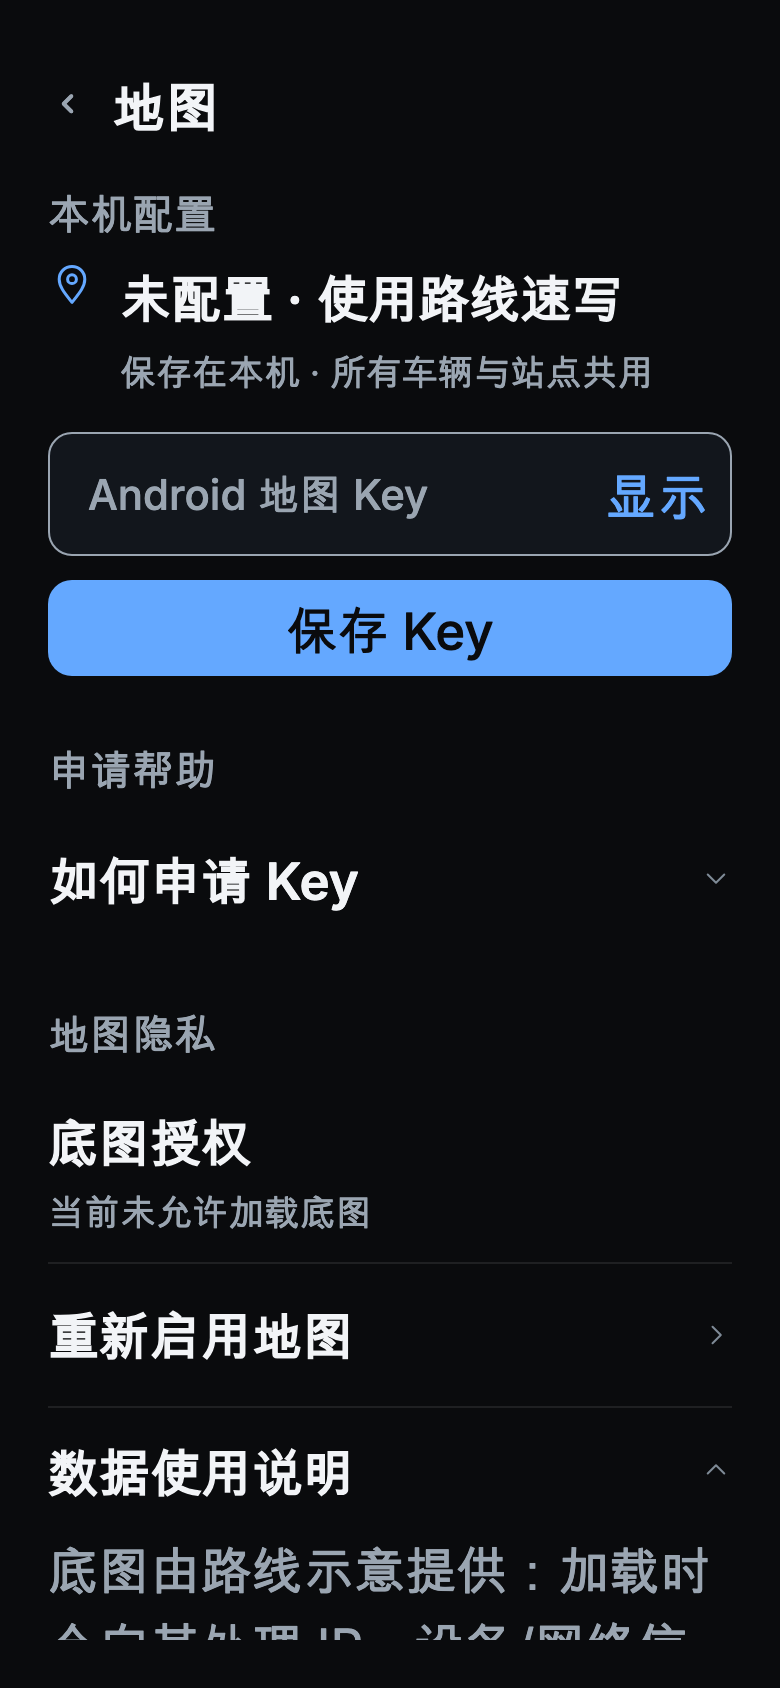 地图
本机配置
未配置 · 使用路线速写
保存在本机 · 所有车辆与站点共用
Android 地图 Key
显示
保存 Key
申请帮助
如何申请 Key
地图隐私
底图授权
当前未允许加载底图
重新启用地图
数据使用说明
底图由路线示意提供：加载时